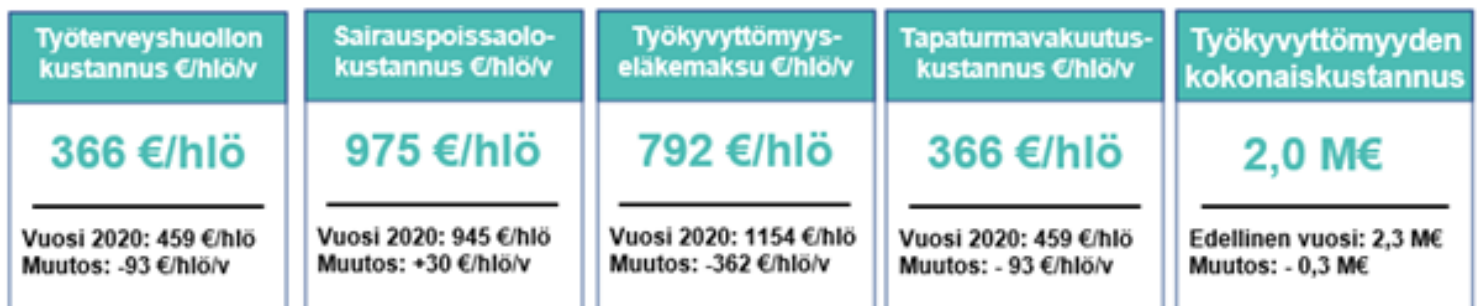 Työterveyshuollon
kustannus €/hlö/v
366 €/hlö
Vuosi 2020: 459 €/hlö
Muutos: -93 €/hlö/v
Sairauspoissaolo-
kustannus €/hlö/v
975 €/hlö
Vuosi 2020: 945 €/hlö
Muutos: +30 €/hlö/v
Työkyvyttömyys-
eläkemaksu €/hlö/v
792 €/hlö
Vuosi 2020: 1154 €/hlö
Muutos: -362 €/hlö/v
Tapaturmavakuutus-
kustannus €/hlö/v
366 €/hlö
Vuosi 2020: 459 €/hlö
Muutos: - 93 €/hlö/v
Työkyvyttömyyden
kokonaiskustannus
2,0 M€
Edellinen vuosi: 2,3 M€
Muutos: - 0,3 M€